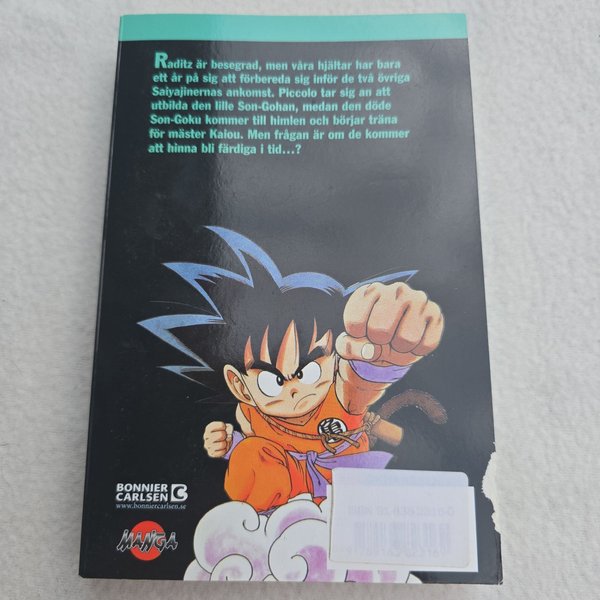 Raditz är besegrad, men våra hjältar har bara
ett år på sig att förbereda sig inför de två övriga
Saiyajinernas ankomst. Piccolo tar sig an att
utbilda den lille Son-Gohan, medan den döde
Son-Goku kommer till himlen och börjar träna
för mäster Kaiou. Men frågan är om de kommer
att hinna bli färdiga i tid...?
BONNIER
CARLSEN
www.bonniercarlsen.se
MANGA